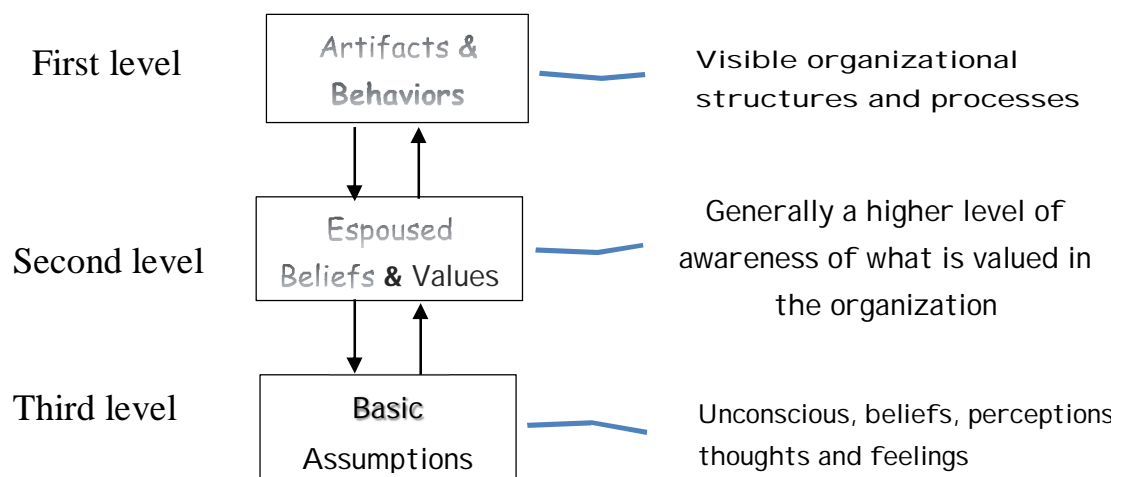 First level
Artifacts &
Behaviors
Visible organizational
structures and processes
Second level
Espoused
Beliefs & Values
Generally a higher level of
awareness of what is valued in
the organization
Third level
Basic
Assumptions
Unconscious, beliefs, perceptions
thoughts and feelings